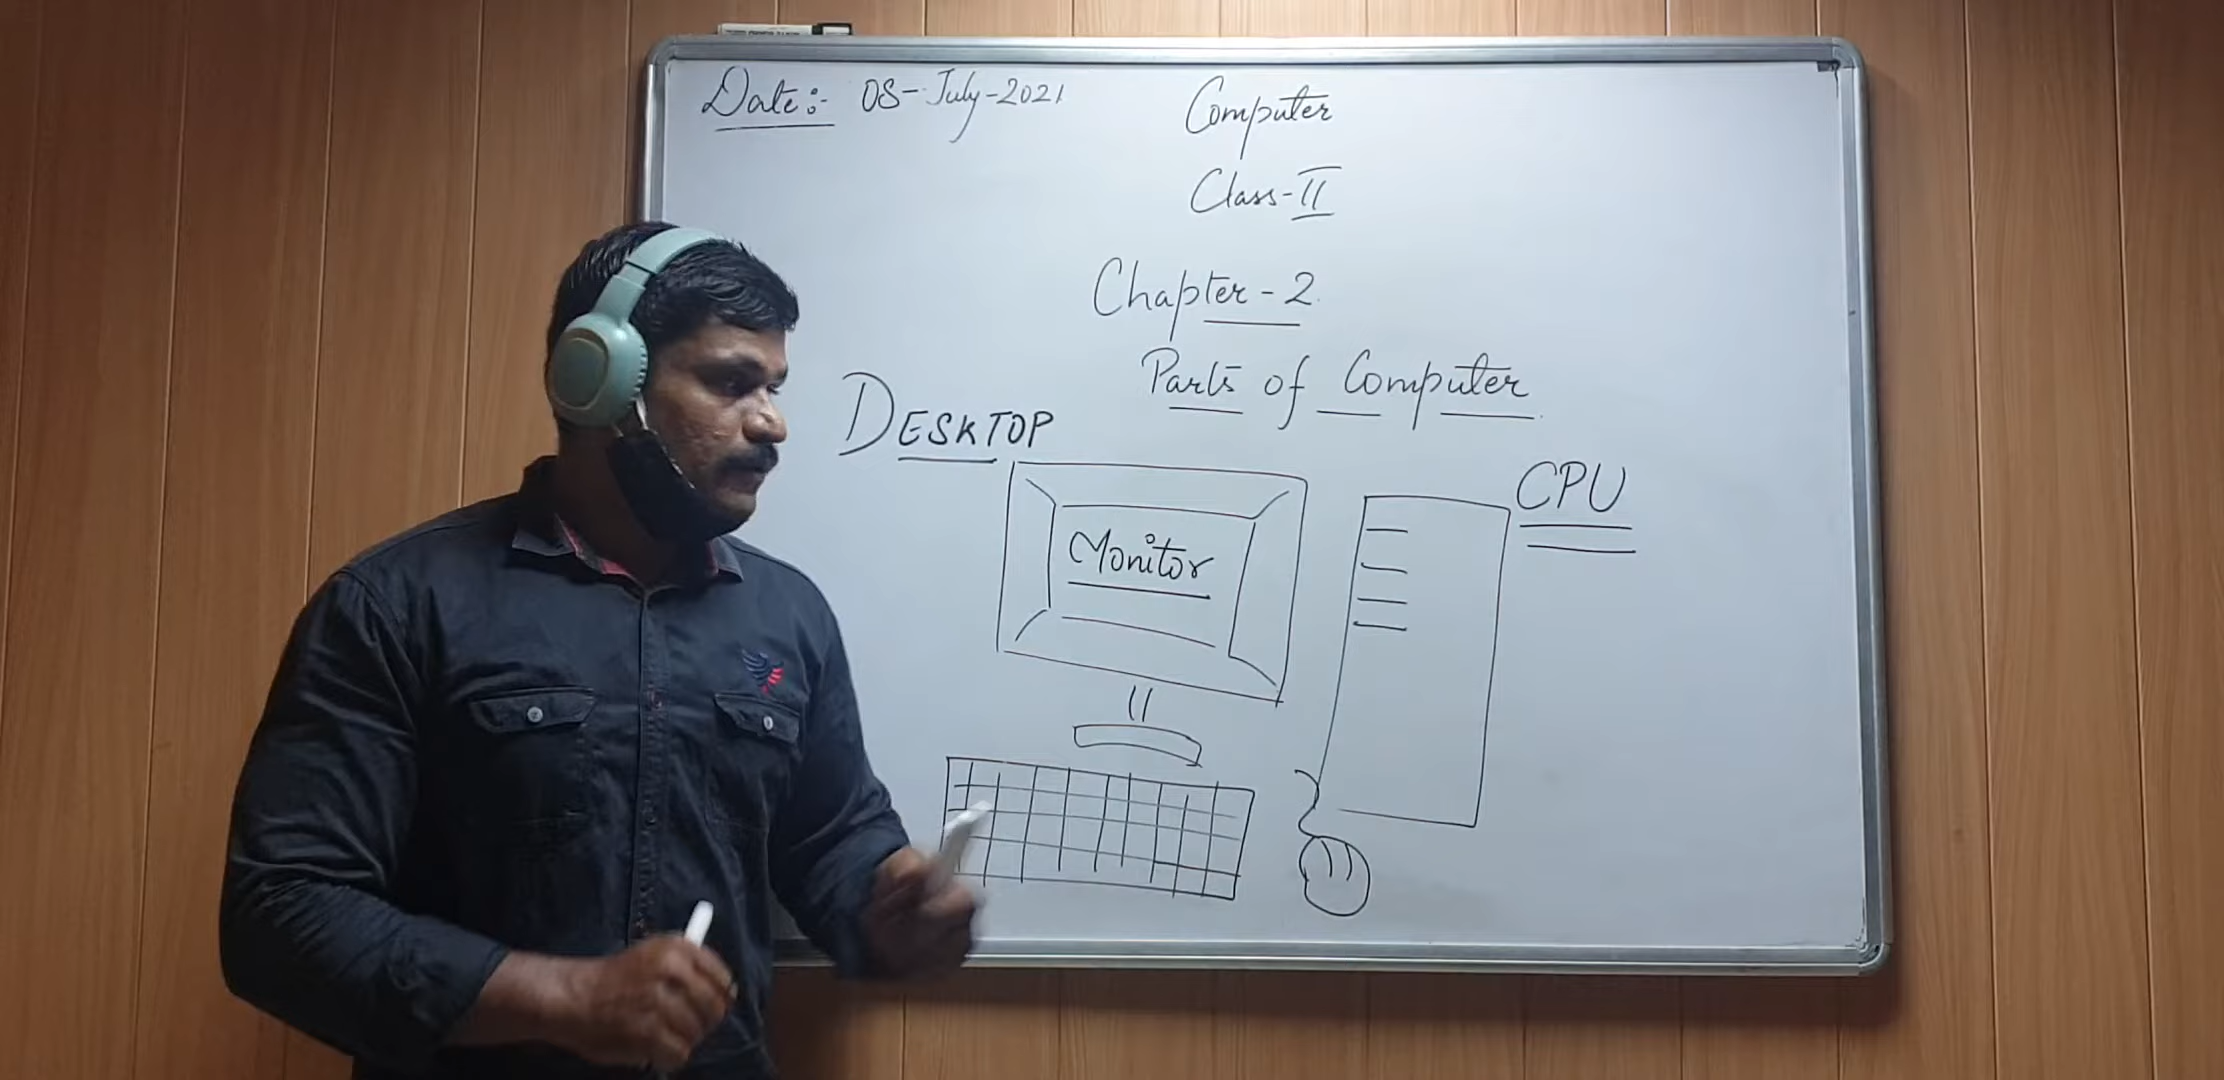 Date:- 08-July-2021
Computer
Class-II
Chapter-2
Parts of Computer
DESKTOP
CPU
Monitor